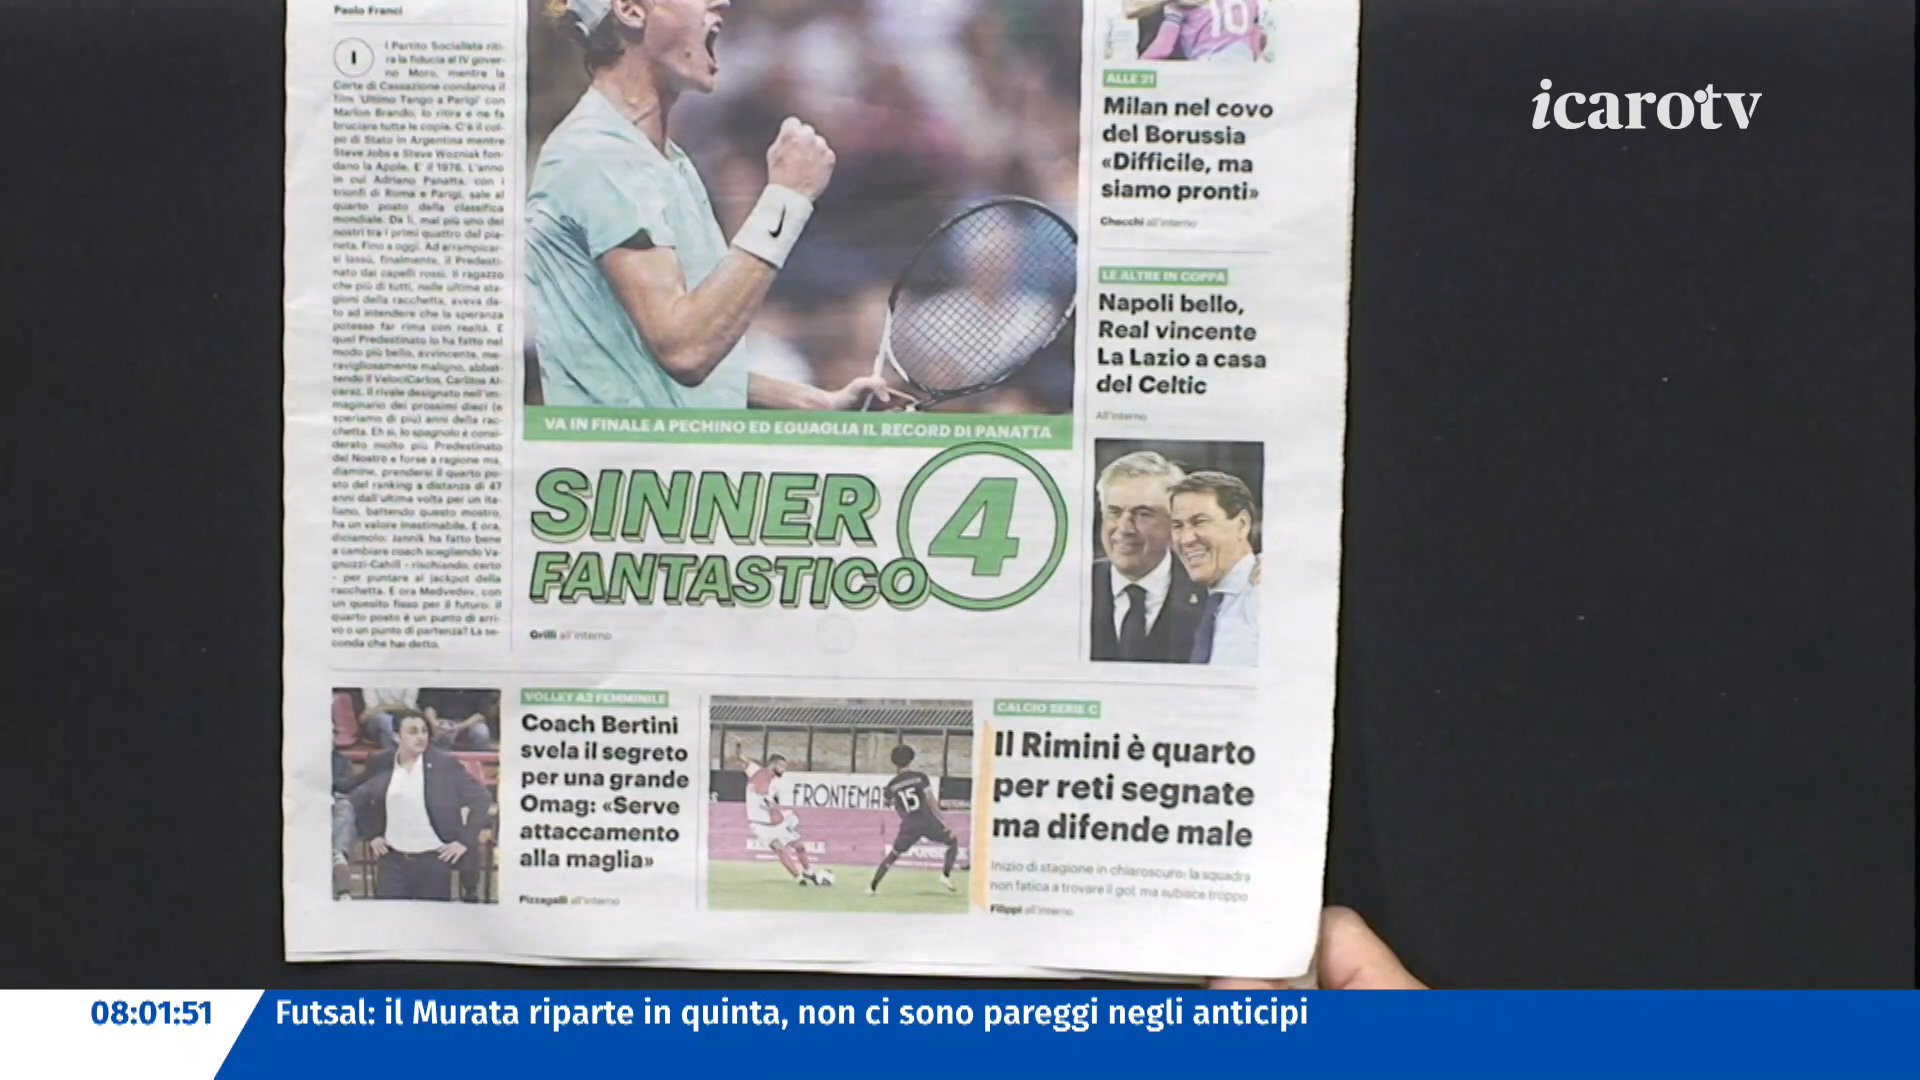 Paolo Franci
I
l Partito Socialista riti-
ra la fiducia al IV gover-
no Moro, mentre la
Corte di Cassazione condanna il
film 'Ultimo Tango a Parigi' con
Marlon Brando, lo ritira e ne fa
bruciare tutte le copie. C'è il col-
po di Stato in Argentina mentre
Steve Jobs e Steve Wozniak fon-
dano la Apple. E' il 1976. L'anno
in cui Adriano Panatta, con i
trionfi di Roma e Parigi, sale al
quarto posto della classifica
mondiale. Da lì, mai più uno dei
nostri tra i primi quattro del pia-
neta. Fino a oggi. Ad arrampicar-
si lassù, finalmente, il Predesti-
nato dai capelli rossi. Il ragazzo
che più di tutti, nelle ultime sta-
gioni della racchetta, aveva da-
to ad intendere che la speranza
potesse far rima con realtà. E
quel Predestinato lo ha fatto nel
modo più bello, avvincente, me-
ravigliosamente maligno, abbat-
tendo il VelociCarlos, Carlitos Al-
caraz, il rivale designato nell'im-
maginario dei prossimi dieci (e
speriamo di più) anni della rac-
chetta. Eh sì, lo spagnolo è consi-
derato molto più Predestinato
del Nostro e forse a ragione ma,
diamine, prendersi il quarto po-
sto del ranking a distanza di 47
anni dall'ultima volta per un ita-
liano, battendo questo mostro,
ha un valore inestimabile. E ora,
diciamolo: Jannik ha fatto bene
a cambiare coach scegliendo Va-
gnozzi-Cahill - rischiando, certo
- per puntare al jackpot della
racchetta. E ora Medvedev, con
un quesito fisso per il futuro: il
quarto posto è un punto di arri-
vo o un punto di partenza? La se-
conda che hai detto.
VA IN FINALE A PECHINO ED EGUAGLIA IL RECORD DI PANATTA
SINNER 4
FANTASTICO
Grilli all'interno
10
ALLE 21
Milan nel covo
del Borussia
«Difficile, ma
siamo pronti»
Checchi all'interno
LE ALTRE IN COPPA
Napoli bello,
Real vincente
La Lazio a casa
del Celtic
All'interno
VOLLEY A2 FEMMINILE
Coach Bertini
svela il segreto
per una grande
Omag: «Serve
attaccamento
alla maglia»
Pizzagalli all'interno
FRONTEMA
15
CALCIO SERIE C
Il Rimini è quarto
per reti segnate
ma difende male
Inizio di stagione in chiaroscuro: la squadra
non fatica a trovare il gol, ma subisce troppo
Filippi all'interno
icarotv
08:01:51
Futsal: il Murata riparte in quinta, non ci sono pareggi negli anticipi